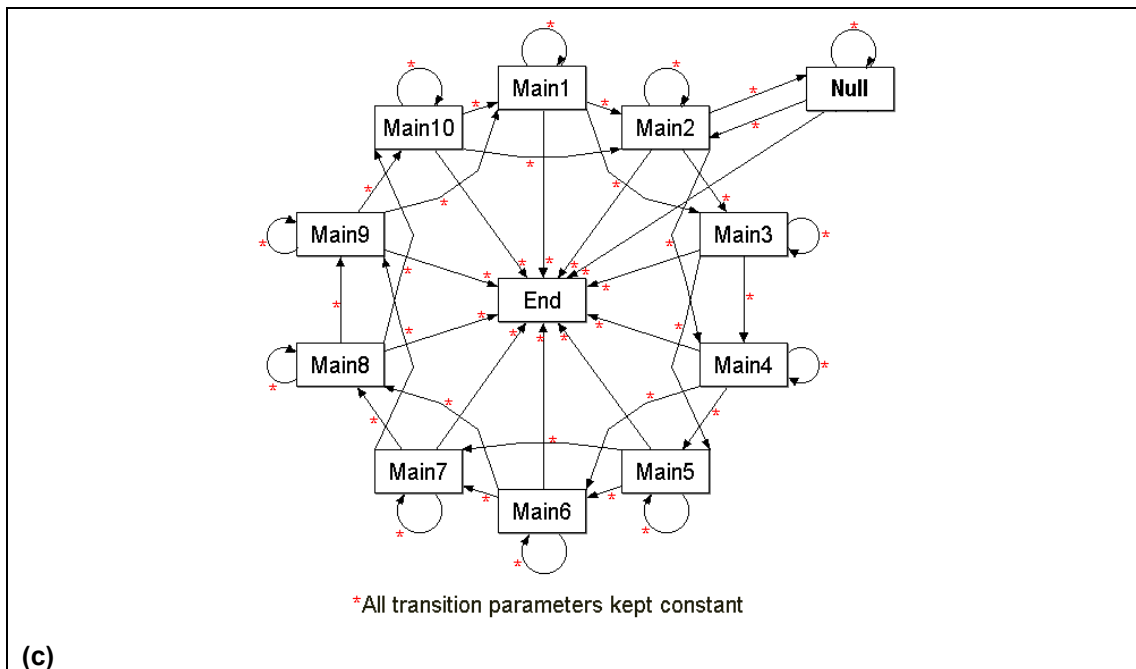 Main1
Null
Main10
Main2
Main9
Main3
End
Main8
Main4
Main7
Main5
Main6
*All transition parameters kept constant
(c)